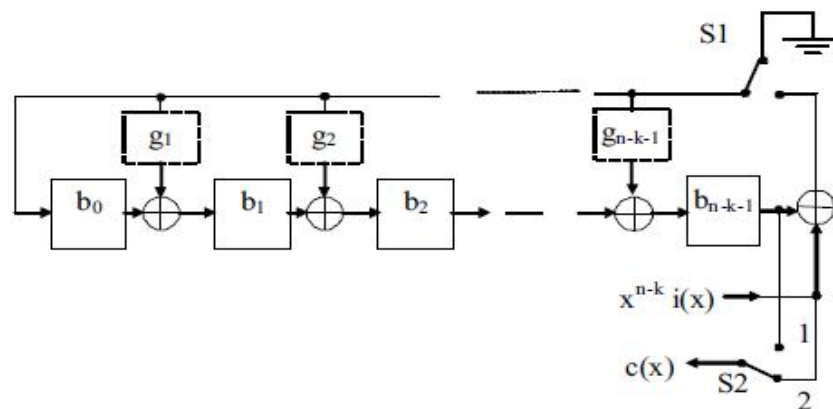 S1
g₁
g₂
gₙ₋ₖ₋₁
b₀
b₁
b₂
bₙ₋ₖ₋₁
xⁿ⁻ᵏ i(x)
1
c(x)
S2
2